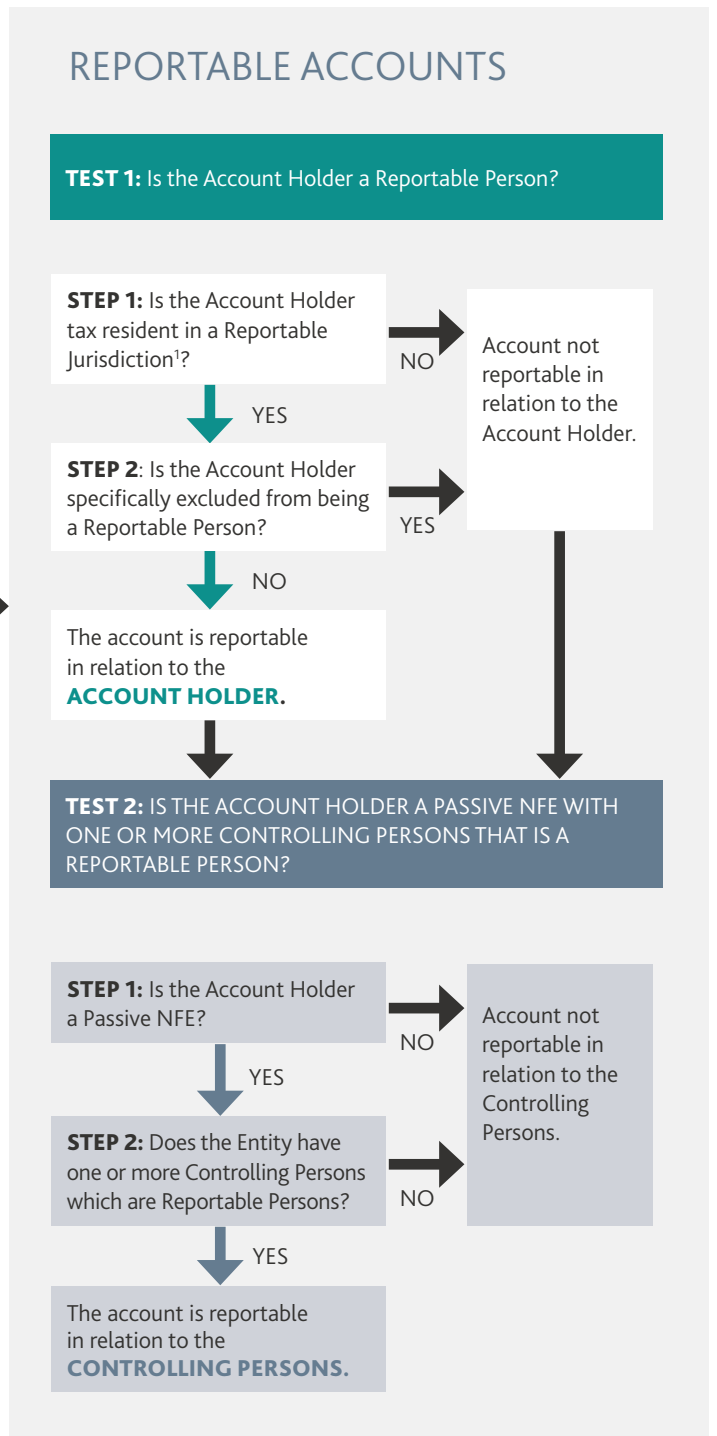 REPORTABLE ACCOUNTS
TEST 1: Is the Account Holder a Reportable Person?
STEP 1: Is the Account Holder
tax resident in a Reportable
Jurisdiction¹?
NO
Account not
reportable in
relation to the
Account Holder.
YES
STEP 2: Is the Account Holder
specifically excluded from being
a Reportable Person?
YES
NO
The account is reportable
in relation to the
ACCOUNT HOLDER.
TEST 2: IS THE ACCOUNT HOLDER A PASSIVE NFE WITH
ONE OR MORE CONTROLLING PERSONS THAT IS A
REPORTABLE PERSON?
STEP 1: Is the Account Holder
a Passive NFE?
NO
Account not
reportable in
relation to the
Controlling
Persons.
YES
STEP 2: Does the Entity have
one or more Controlling Persons
which are Reportable Persons?
NO
YES
The account is reportable
in relation to the
CONTROLLING PERSONS.